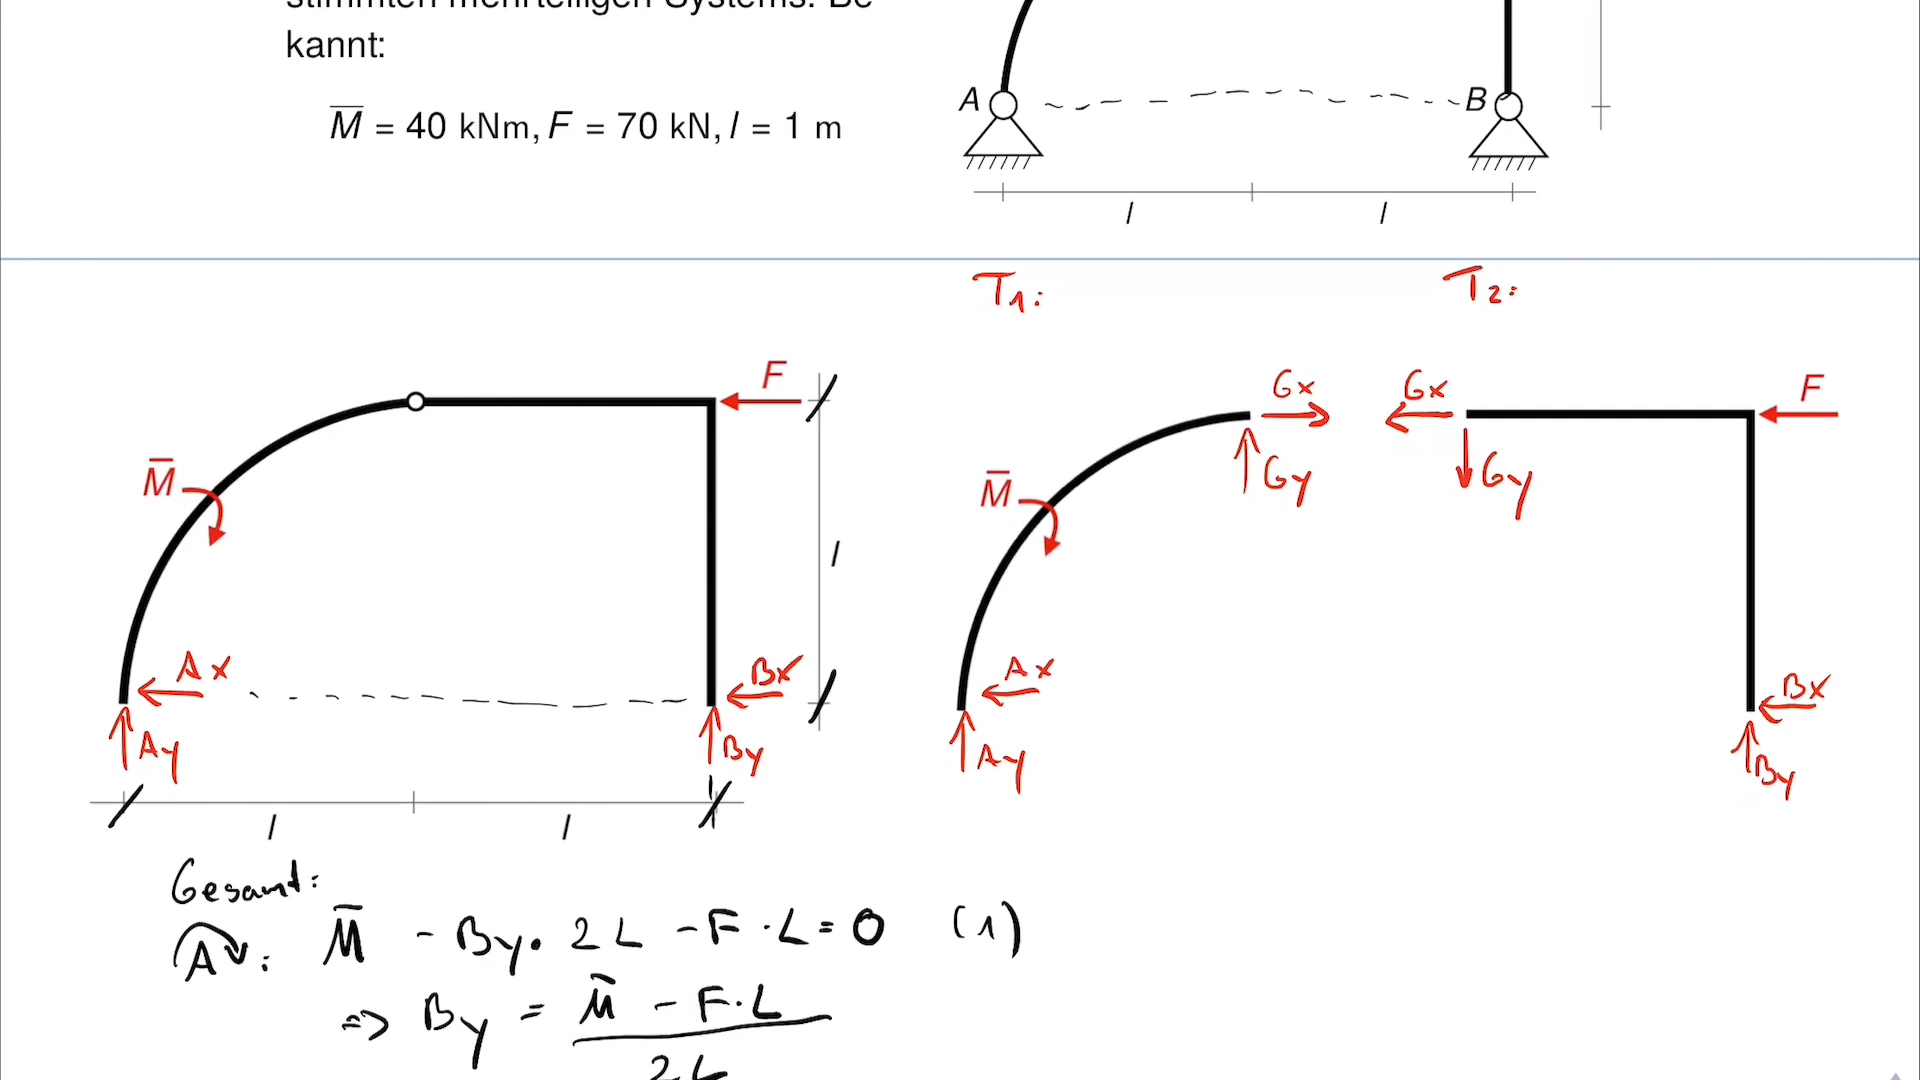 stimmten mehrteiligen Systems. Be
kannt:
M̅ = 40 kNm, F = 70 kN, l = 1 m
A
B
l
l
T1:
T2:
F
M̅
l
Ax
Bx
Ay
By
l
l
Gx
Gx
F
Gy
Gy
M̅
Ax
Bx
Ay
By
Gesamt:
A: M̅ - By · 2L - F · L = 0 (1)
=> By = M̅ - F·L
2L